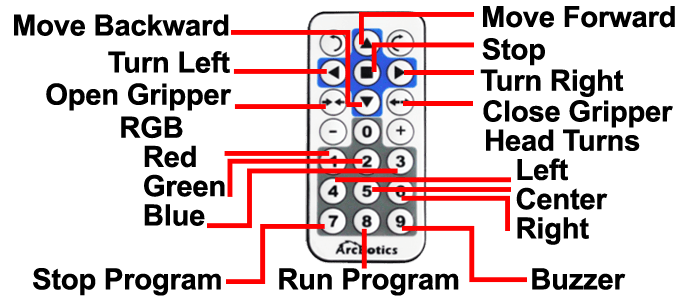 Move Backward
Move Forward
Stop
Turn Left
Turn Right
Open Gripper
Close Gripper
RGB
Head Turns
Red
Green
Blue
Left
Center
Right
− 0 +
1 2 3
4 5 6
7 8 9
Arcbotics
Stop Program
Run Program
Buzzer